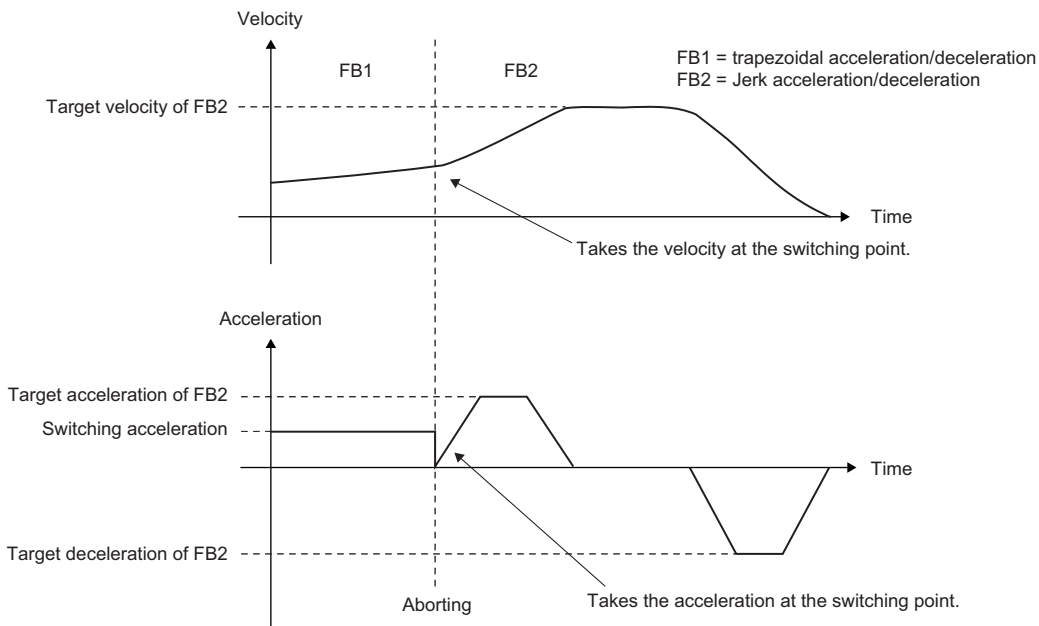 Velocity
FB1
FB2
FB1 = trapezoidal acceleration/deceleration
FB2 = Jerk acceleration/deceleration
Target velocity of FB2
Time
Takes the velocity at the switching point.
Acceleration
Target acceleration of FB2
Switching acceleration
Time
Target deceleration of FB2
Aborting
Takes the acceleration at the switching point.